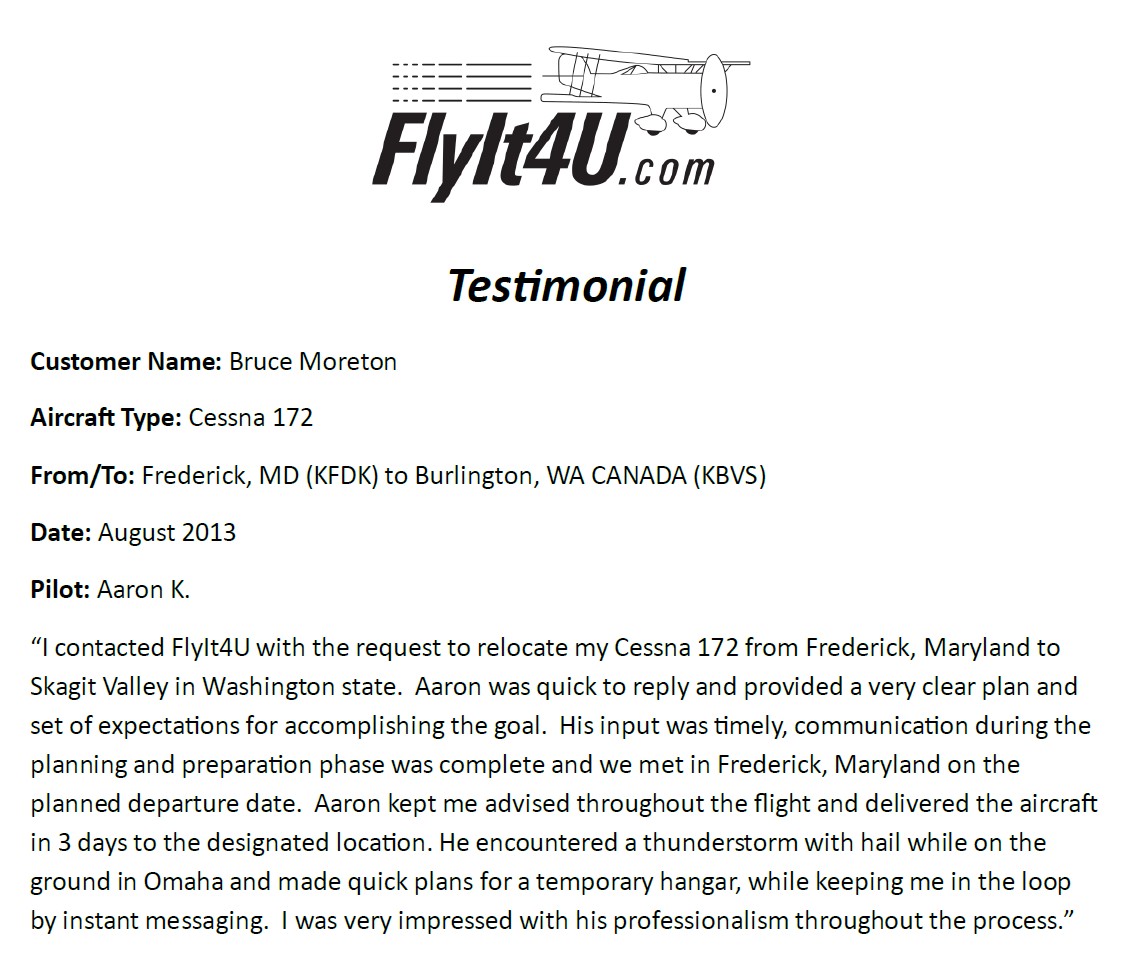 FlyIt4U.com
Testimonial
Customer Name: Bruce Moreton
Aircraft Type: Cessna 172
From/To: Frederick, MD (KFDK) to Burlington, WA CANADA (KBVS)
Date: August 2013
Pilot: Aaron K.
“I contacted FlyIt4U with the request to relocate my Cessna 172 from Frederick, Maryland to
Skagit Valley in Washington state.  Aaron was quick to reply and provided a very clear plan and
set of expectations for accomplishing the goal.  His input was timely, communication during the
planning and preparation phase was complete and we met in Frederick, Maryland on the
planned departure date.  Aaron kept me advised throughout the flight and delivered the aircraft
in 3 days to the designated location. He encountered a thunderstorm with hail while on the
ground in Omaha and made quick plans for a temporary hangar, while keeping me in the loop
by instant messaging.  I was very impressed with his professionalism throughout the process.”